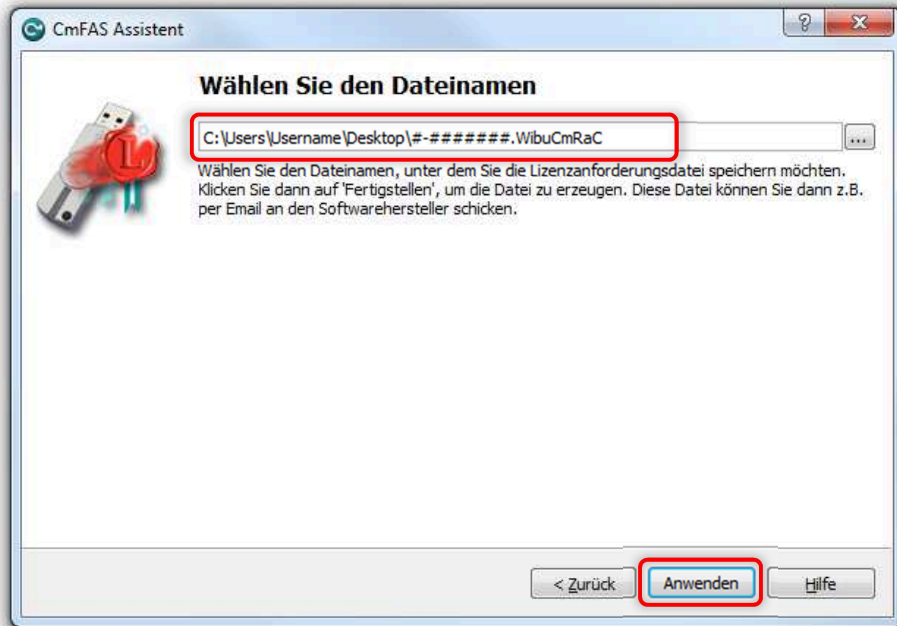 CmFAS Assistent
?
X
Wählen Sie den Dateinamen
C:\Users\Username\Desktop\#-#######.WibuCmRaC
...
Wählen Sie den Dateinamen, unter dem Sie die Lizenzanforderungsdatei speichern möchten.
Klicken Sie dann auf 'Fertigstellen', um die Datei zu erzeugen. Diese Datei können Sie dann z.B.
per Email an den Softwarehersteller schicken.
L
< Zurück
Anwenden
Hilfe